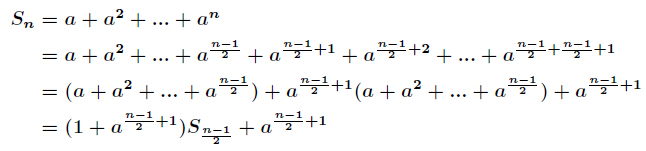 S_n = a + a^2 + ... + a^n
= a + a^2 + ... + a^{\frac{n-1}{2}} + a^{\frac{n-1}{2}+1} + a^{\frac{n-1}{2}+2} + ... + a^{\frac{n-1}{2}+\frac{n-1}{2}+1}
= (a + a^2 + ... + a^{\frac{n-1}{2}}) + a^{\frac{n-1}{2}+1}(a + a^2 + ... + a^{\frac{n-1}{2}}) + a^{\frac{n-1}{2}+1}
= (1 + a^{\frac{n-1}{2}+1})S_{\frac{n-1}{2}} + a^{\frac{n-1}{2}+1}